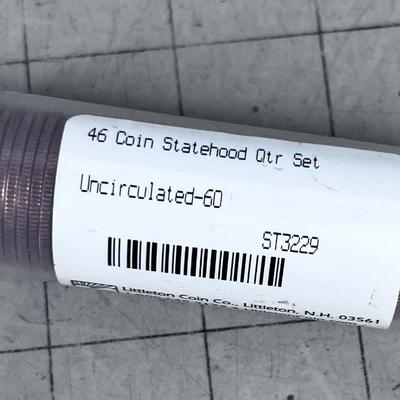 46 Coin Statehood Qtr Set
Uncirculated-60
ST3229
Littleton Coin Co., Littleton, N.H. 03561